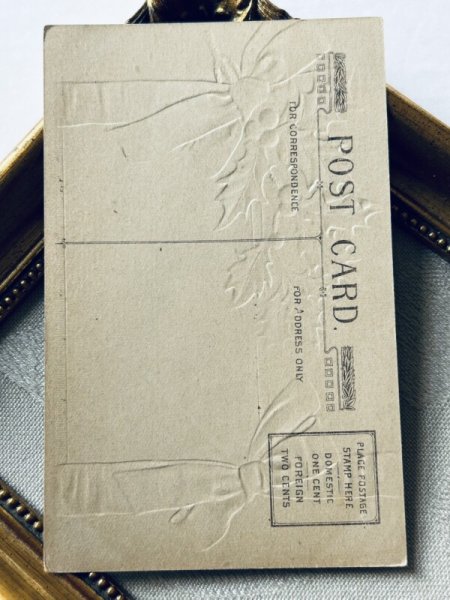 POST CARD.
FOR CORRESPONDENCE
FOR ADDRESS ONLY
PLACE POSTAGE
STAMP HERE
DOMESTIC
ONE CENT
FOREIGN
TWO CENTS